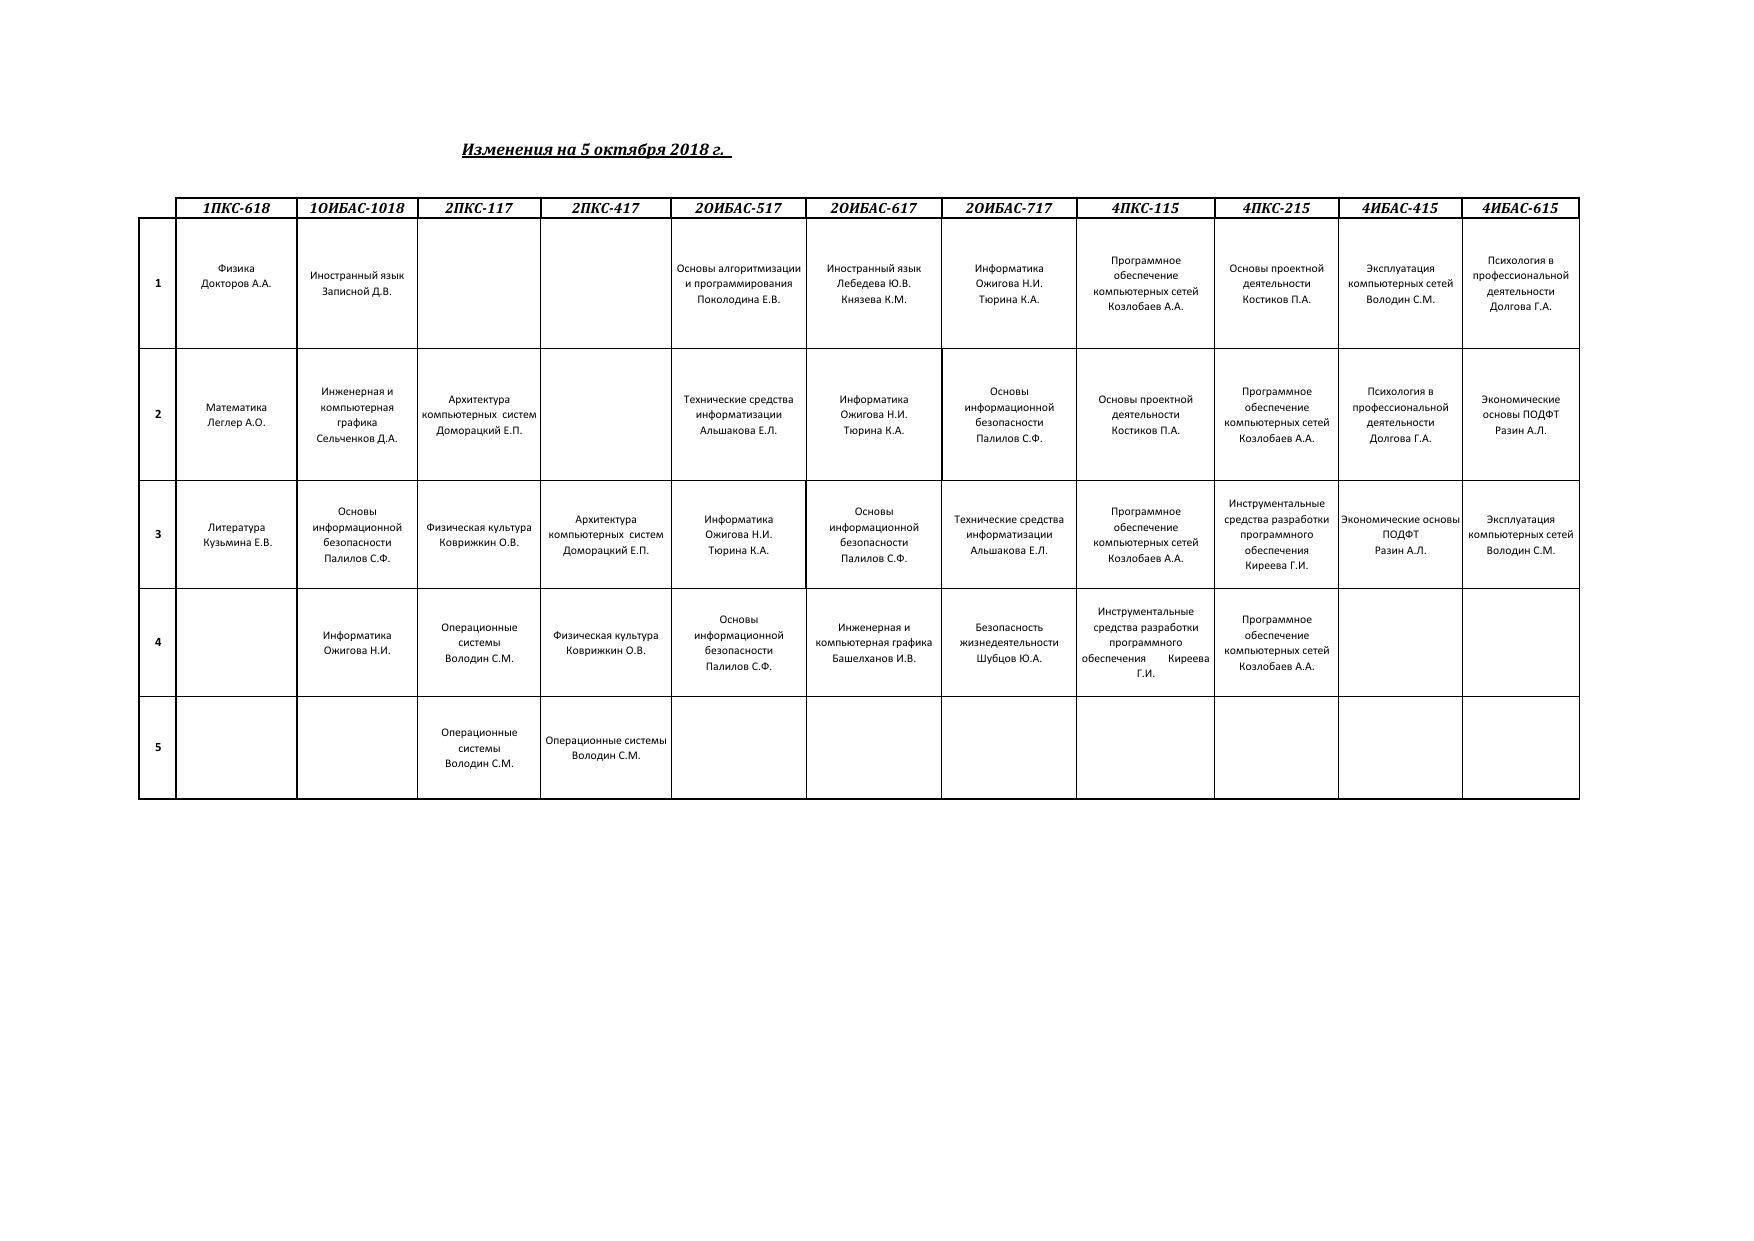 Изменения на 5 октября 2018 г.
1ПКС-618 1ОИБАС-1018 2ПКС-117 2ПКС-417 2ОИБАС-517 2ОИБАС-617 2ОИБАС-717 4ПКС-115 4ПКС-215 4ИБАС-415 4ИБАС-615
1
Физика
Докторов А.А.
Иностранный язык
Записной Д.В.
Основы алгоритмизации
и программирования
Поколодина Е.В.
Иностранный язык
Лебедева Ю.В.
Князева К.М.
Информатика
Ожигова Н.И.
Тюрина К.А.
Программное
обеспечение
компьютерных сетей
Козлобаев А.А.
Основы проектной
деятельности
Костиков П.А.
Эксплуатация
компьютерных сетей
Володин С.М.
Психология в
профессиональной
деятельности
Долгова Г.А.
2
Математика
Леглер А.О.
Инженерная и
компьютерная
графика
Сельченков Д.А.
Архитектура
компьютерных систем
Доморацкий Е.П.
Технические средства
информатизации
Альшакова Е.Л.
Информатика
Ожигова Н.И.
Тюрина К.А.
Основы
информационной
безопасности
Палилов С.Ф.
Основы проектной
деятельности
Костиков П.А.
Программное
обеспечение
компьютерных сетей
Козлобаев А.А.
Психология в
профессиональной
деятельности
Долгова Г.А.
Экономические
основы ПОДФТ
Разин А.Л.
3
Литература
Кузьмина Е.В.
Основы
информационной
безопасности
Палилов С.Ф.
Физическая культура
Коврижкин О.В.
Архитектура
компьютерных систем
Доморацкий Е.П.
Информатика
Ожигова Н.И.
Тюрина К.А.
Основы
информационной
безопасности
Палилов С.Ф.
Технические средства
информатизации
Альшакова Е.Л.
Программное
обеспечение
компьютерных сетей
Козлобаев А.А.
Инструментальные
средства разработки
программного
обеспечения
Киреева Г.И.
Экономические основы
ПОДФТ
Разин А.Л.
Эксплуатация
компьютерных сетей
Володин С.М.
4
Информатика
Ожигова Н.И.
Операционные
системы
Володин С.М.
Физическая культура
Коврижкин О.В.
Основы
информационной
безопасности
Палилов С.Ф.
Инженерная и
компьютерная графика
Башелханов И.В.
Безопасность
жизнедеятельности
Шубцов Ю.А.
Инструментальные
средства разработки
программного
обеспечения Киреева
Г.И.
Программное
обеспечение
компьютерных сетей
Козлобаев А.А.
5
Операционные
системы
Володин С.М.
Операционные системы
Володин С.М.